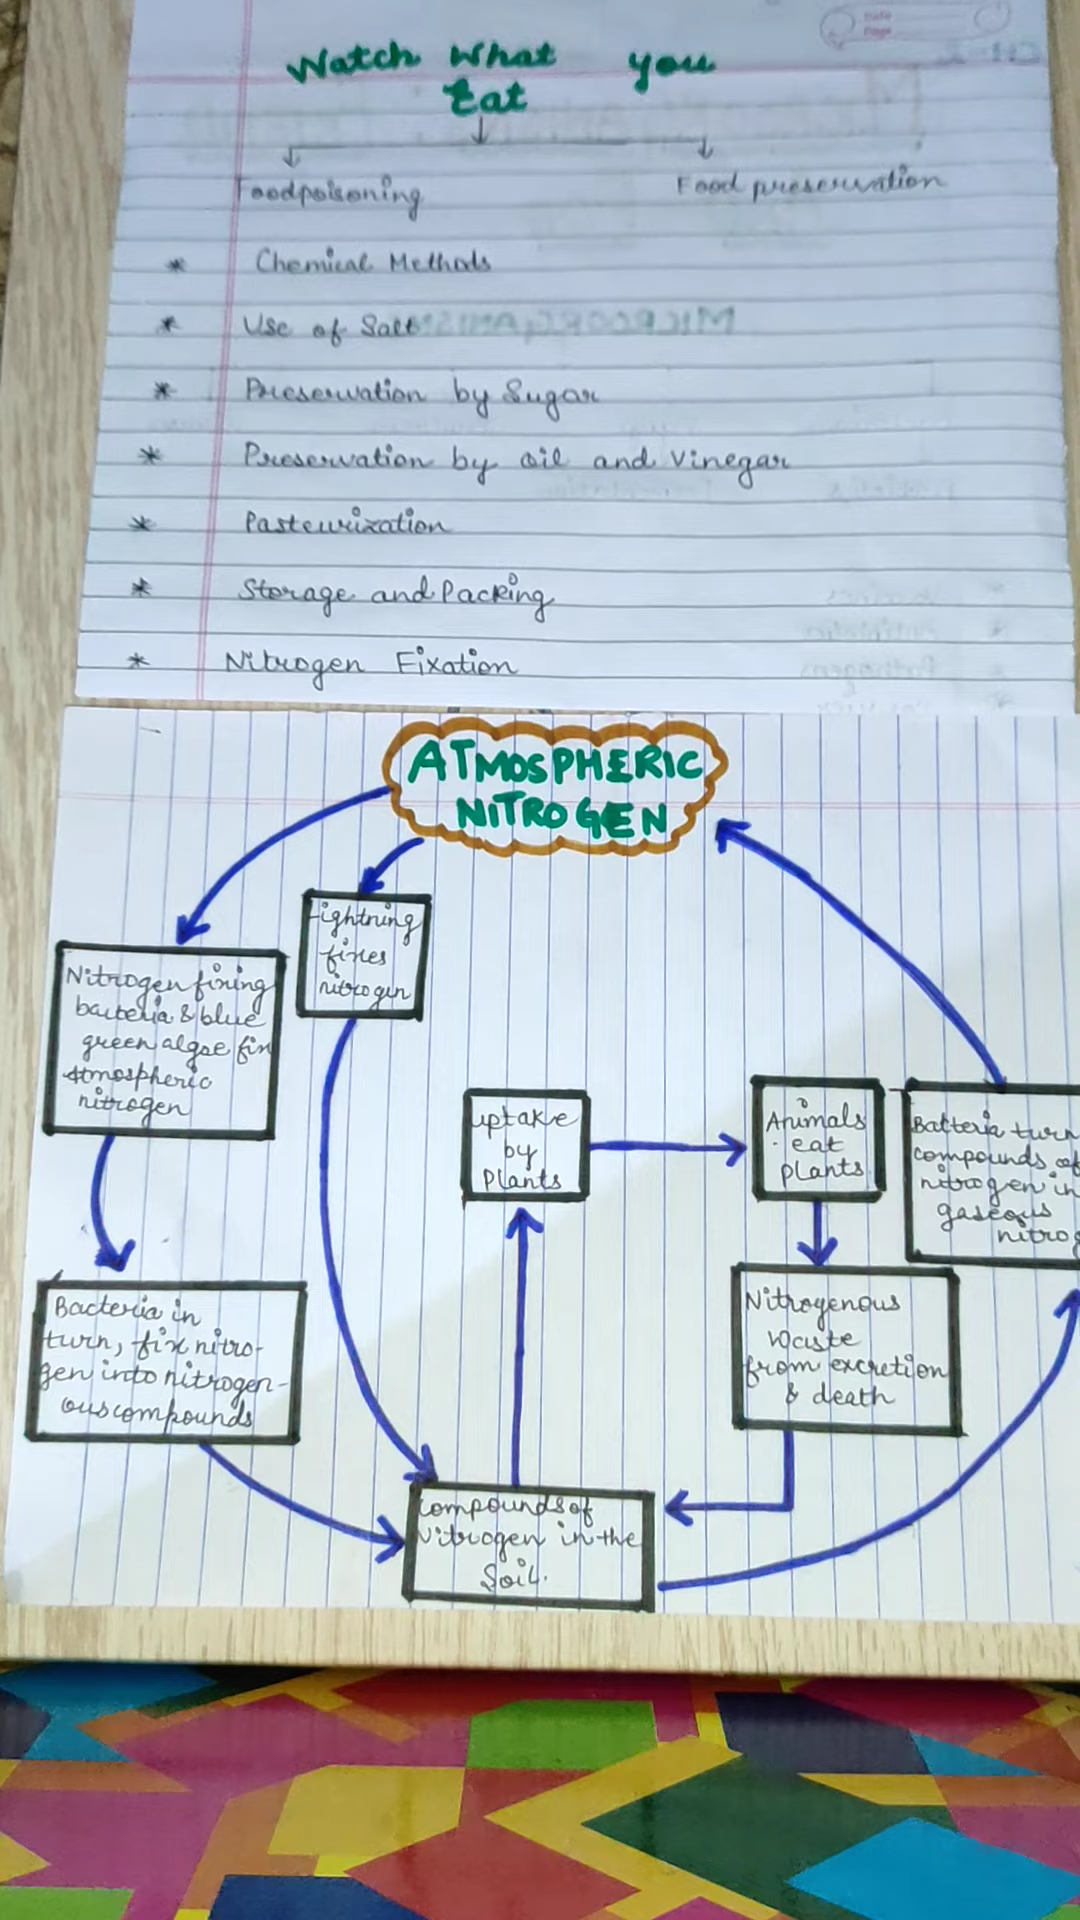 Date
Page
Watch What you
Eat
Foodpoisoning
Food preservation
* Chemical Methods
* Use of Salt
* Preservation by Sugar
* Preservation by oil and Vinegar
* Pasteurization
* Storage and Packing
* Nitrogen Fixation
ATMOSPHERIC
NITROGEN
Lightning
fixes
nitrogen
Nitrogen fixing
bacteria & blue
green algae fix
Atmospheric
nitrogen
uptake
by
Plants
Animals
eat
plants
Bacteria turn
compounds of
nitrogen in
gaseous
nitrog
Bacteria in
turn, fix nitro-
gen into nitrogen-
ous compounds
Nitrogenous
waste
from excretion
& death
Compounds of
Nitrogen in the
Soil.